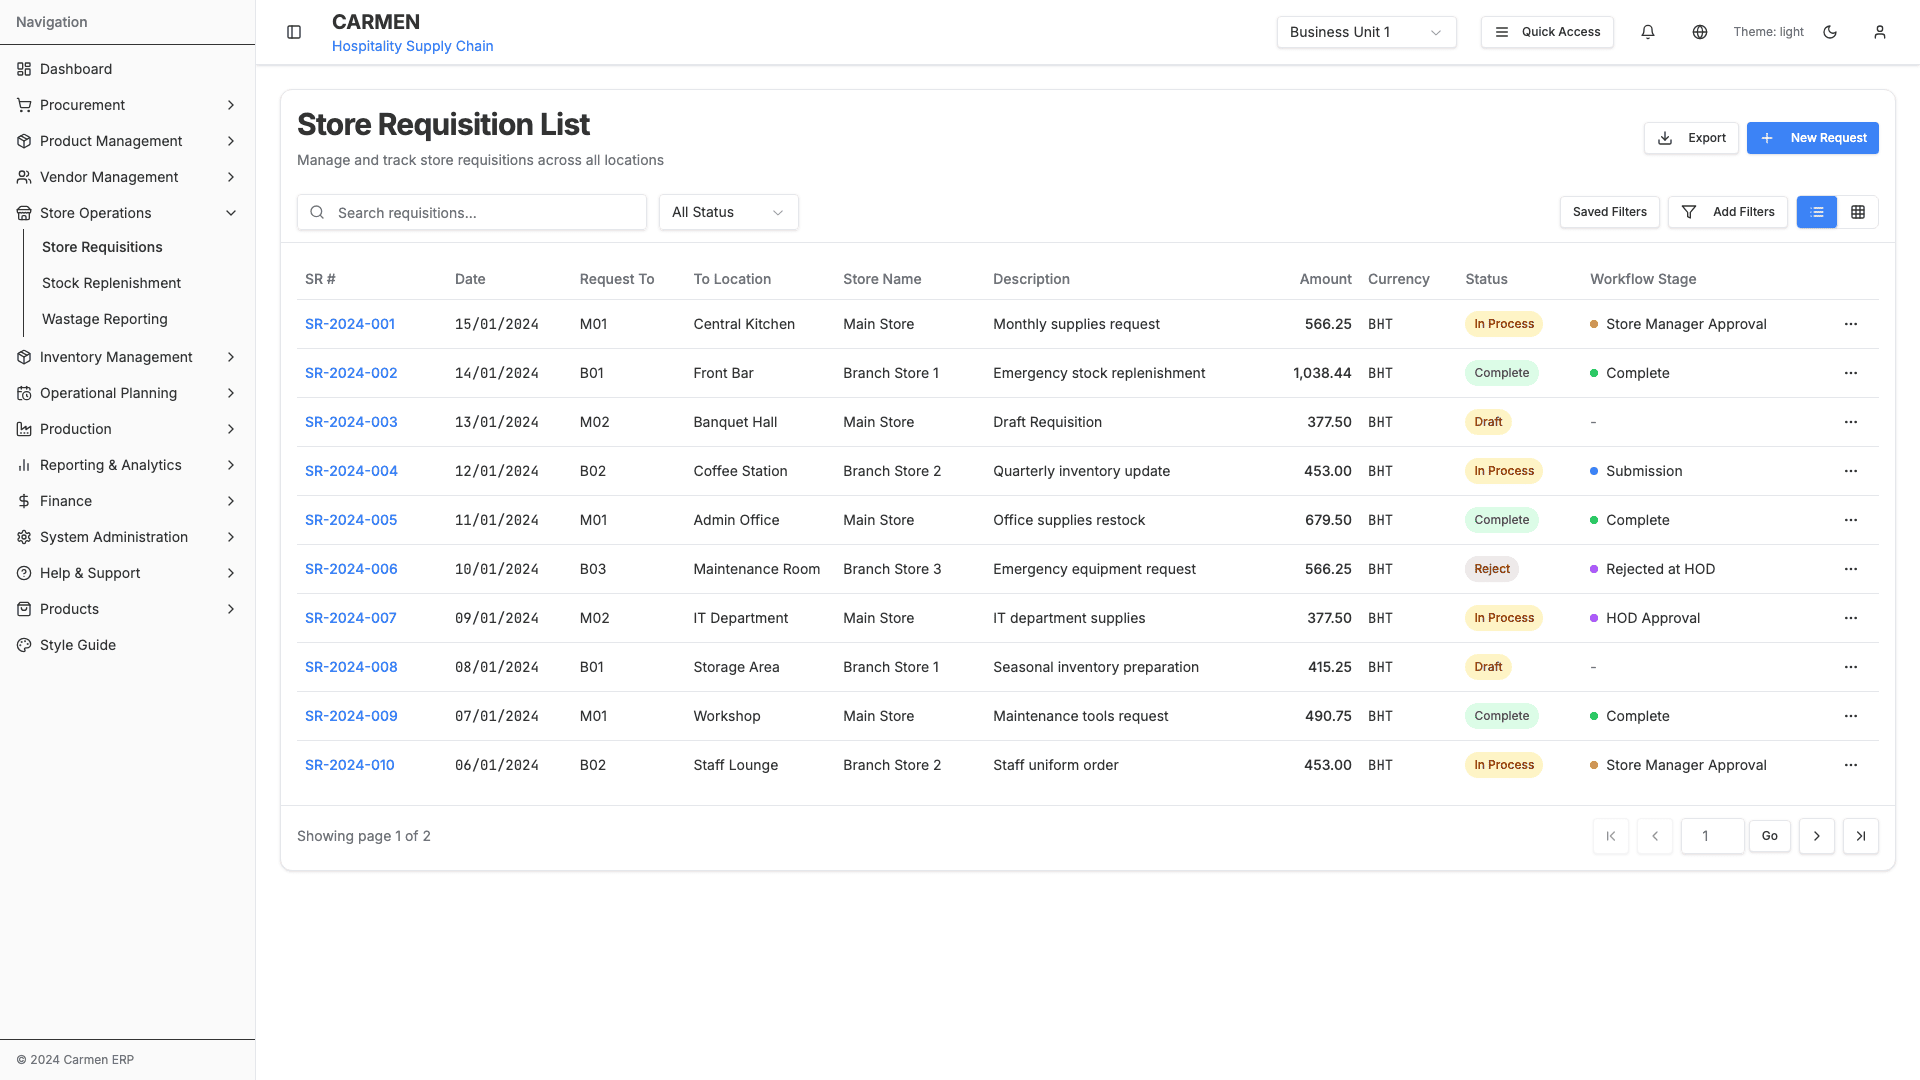 Navigation
Dashboard
Procurement
Product Management
Vendor Management
Store Operations
Store Requisitions
Stock Replenishment
Wastage Reporting
Inventory Management
Operational Planning
Production
Reporting & Analytics
Finance
System Administration
Help & Support
Products
Style Guide
© 2024 Carmen ERP
CARMEN
Hospitality Supply Chain
Business Unit 1
Quick Access
Theme: light
Store Requisition List
Manage and track store requisitions across all locations
Export
New Request
Search requisitions...
All Status
Saved Filters
Add Filters
SR # Date Request To To Location Store Name Description Amount Currency Status Workflow Stage
SR-2024-001 15/01/2024 M01 Central Kitchen Main Store Monthly supplies request 566.25 BHT In Process Store Manager Approval
SR-2024-002 14/01/2024 B01 Front Bar Branch Store 1 Emergency stock replenishment 1,038.44 BHT Complete Complete
SR-2024-003 13/01/2024 M02 Banquet Hall Main Store Draft Requisition 377.50 BHT Draft -
SR-2024-004 12/01/2024 B02 Coffee Station Branch Store 2 Quarterly inventory update 453.00 BHT In Process Submission
SR-2024-005 11/01/2024 M01 Admin Office Main Store Office supplies restock 679.50 BHT Complete Complete
SR-2024-006 10/01/2024 B03 Maintenance Room Branch Store 3 Emergency equipment request 566.25 BHT Reject Rejected at HOD
SR-2024-007 09/01/2024 M02 IT Department Main Store IT department supplies 377.50 BHT In Process HOD Approval
SR-2024-008 08/01/2024 B01 Storage Area Branch Store 1 Seasonal inventory preparation 415.25 BHT Draft -
SR-2024-009 07/01/2024 M01 Workshop Main Store Maintenance tools request 490.75 BHT Complete Complete
SR-2024-010 06/01/2024 B02 Staff Lounge Branch Store 2 Staff uniform order 453.00 BHT In Process Store Manager Approval
Showing page 1 of 2
1
Go